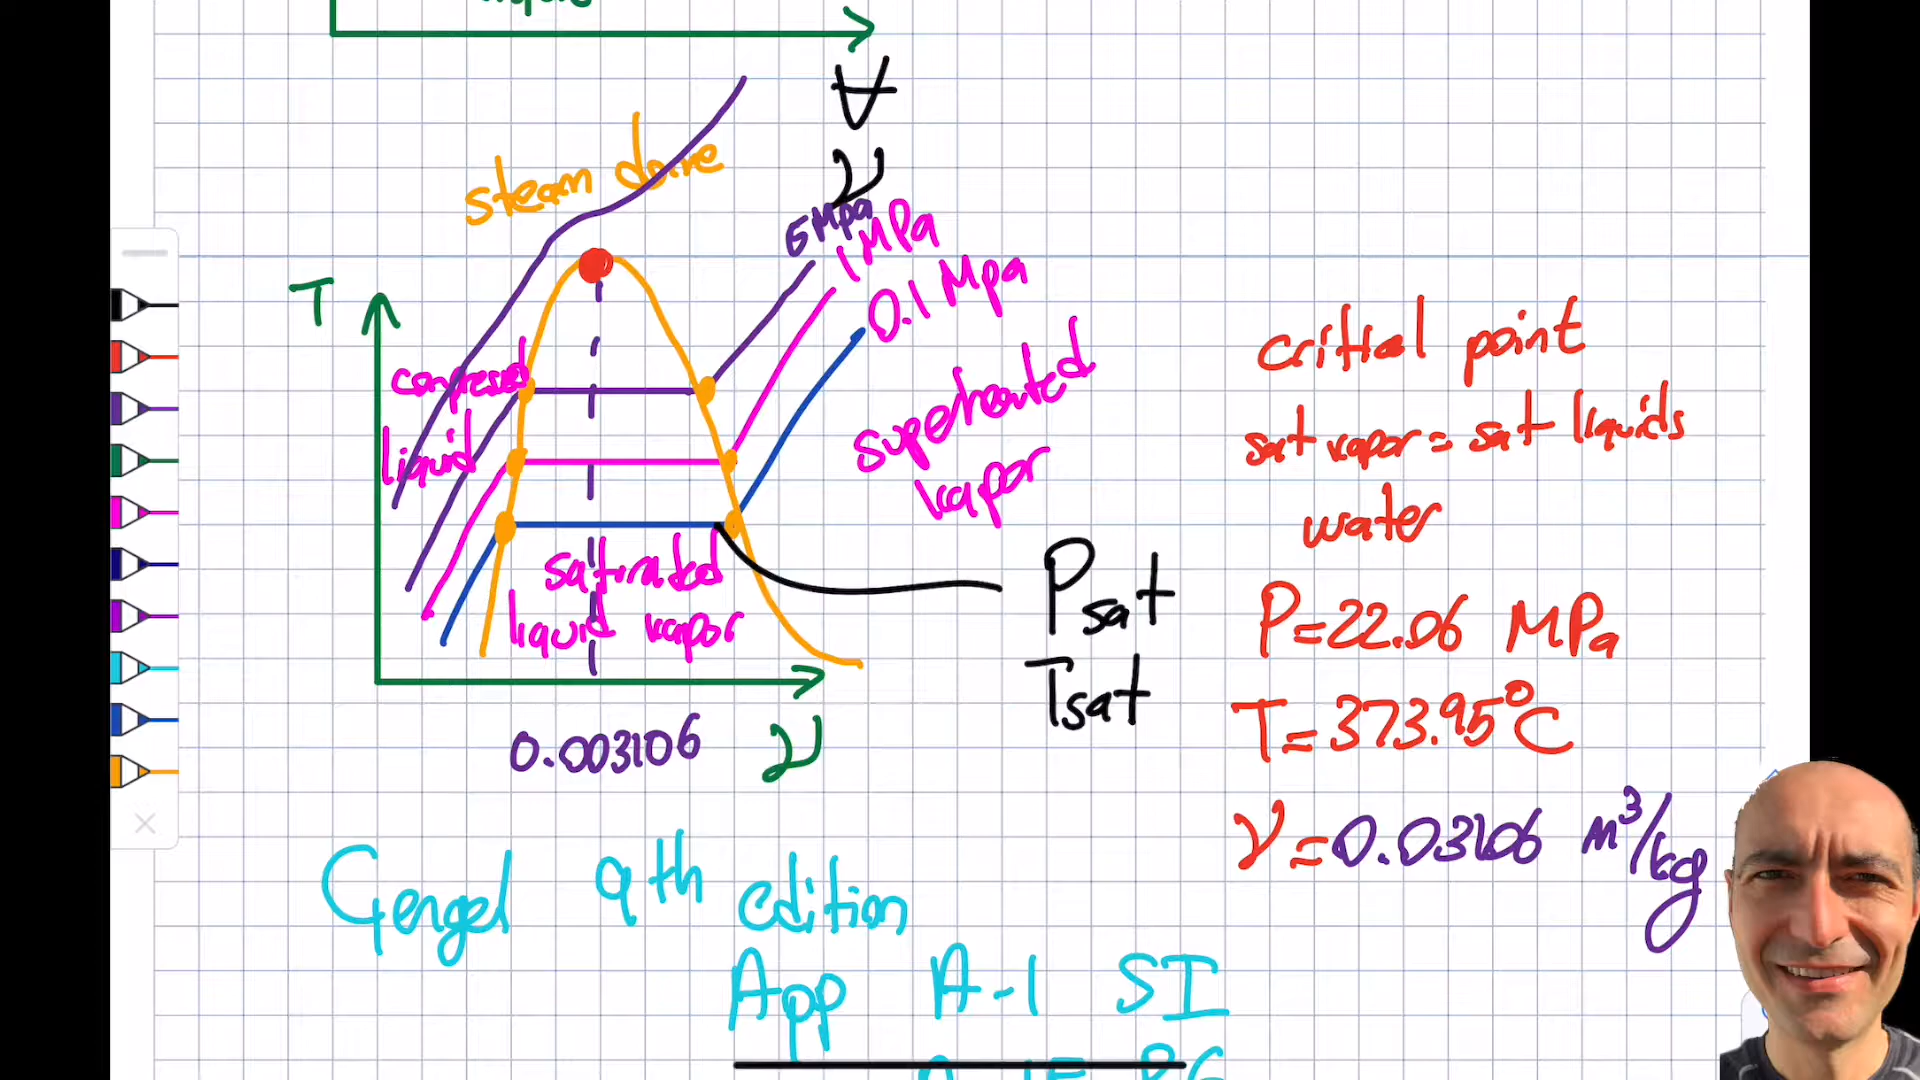 steam dome
∀
ν
5 Mpa
1 MPa
0.1 Mpa
T
compressed
liquid
superheated
vapor
saturated
liquid vapor
Psat
Tsat
0.003106
ν
critical point
sat vapor = sat liquids
water
P=22.06 MPa
T=373.95°C
ν=0.03106 m³/kg
Cengel 9th edition
App A-1 SI